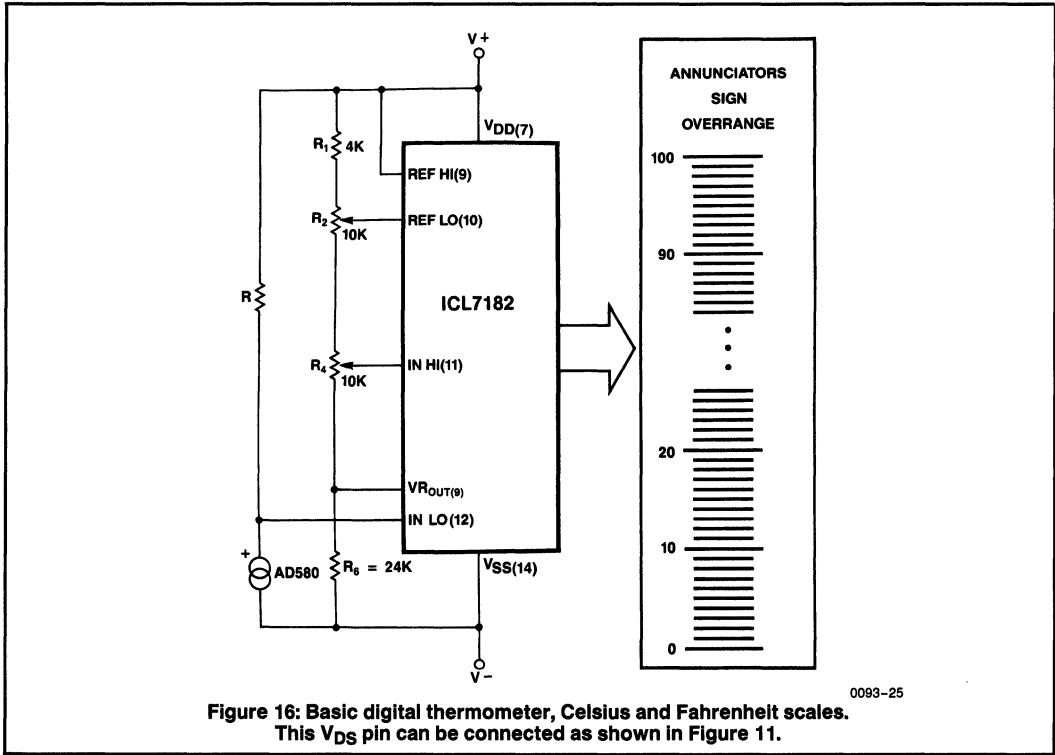 V+
ANNUNCIATORS
SIGN
OVERRANGE
VDD(7)
R1 4K
REF HI(9)
R2 10K
REF LO(10)
R
ICL7182
R4 10K
IN HI(11)
VROUT(9)
IN LO(12)
+
AD580
R6 = 24K
VSS(14)
V-
100
90
20
10
0
0093-25
Figure 16: Basic digital thermometer, Celsius and Fahrenheit scales.
This VDS pin can be connected as shown in Figure 11.